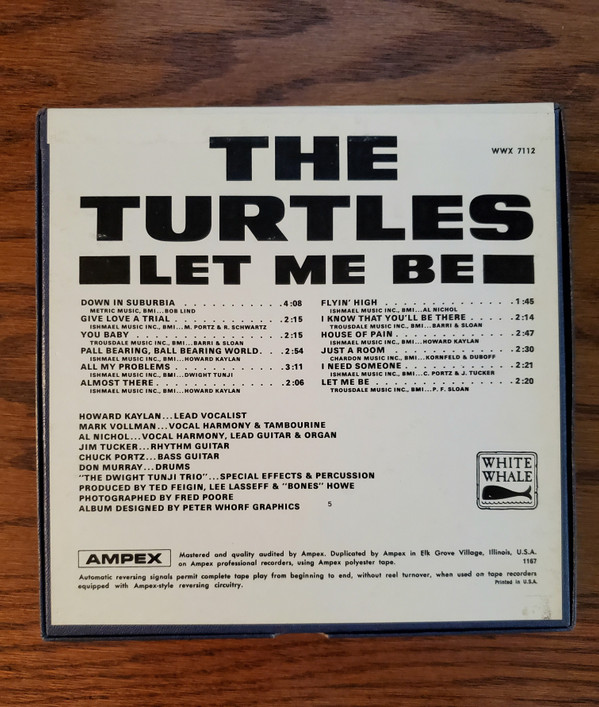 THE
WWX 7112
TURTLES
LET ME BE
DOWN IN SUBURBIA . . . . . . . . . . . 4:08
METRIC MUSIC, BMI...BOB LIND
GIVE LOVE A TRIAL . . . . . . . . . . . 2:15
ISHMAEL MUSIC INC., BMI...M. PORTZ & R. SCHWARTZ
YOU BABY . . . . . . . . . . . . . . . 2:15
TROUSDALE MUSIC INC., BMI...BARRI & SLOAN
PALL BEARING, BALL BEARING WORLD. . . 2:54
ISHMAEL MUSIC INC., BMI...HOWARD KAYLAN
ALL MY PROBLEMS . . . . . . . . . . . 3:11
ISHMAEL MUSIC INC., BMI...DWIGHT TUNJI
ALMOST THERE . . . . . . . . . . . . . 2:06
ISHMAEL MUSIC INC., BMI...HOWARD KAYLAN
FLYIN' HIGH . . . . . . . . . . . . . . 1:45
ISHMAEL MUSIC INC., BMI...AL NICHOL
I KNOW THAT YOU'LL BE THERE . . . . . 2:14
TROUSDALE MUSIC INC., BMI...BARRI & SLOAN
HOUSE OF PAIN . . . . . . . . . . . . . 2:47
ISHMAEL MUSIC INC., BMI...HOWARD KAYLAN
JUST A ROOM . . . . . . . . . . . . . . 2:30
CHARDON MUSIC INC., BMI...KORNFELD & DUBOFF
I NEED SOMEONE . . . . . . . . . . . . 2:21
ISHMAEL MUSIC INC., BMI...C. PORTZ & J. TUCKER
LET ME BE . . . . . . . . . . . . . . . 2:20
TROUSDALE MUSIC INC., BMI...P. F. SLOAN
HOWARD KAYLAN...LEAD VOCALIST
MARK VOLLMAN...VOCAL HARMONY & TAMBOURINE
AL NICHOL...VOCAL HARMONY, LEAD GUITAR & ORGAN
JIM TUCKER...RHYTHM GUITAR
CHUCK PORTZ...BASS GUITAR
DON MURRAY...DRUMS
"THE DWIGHT TUNJI TRIO"...SPECIAL EFFECTS & PERCUSSION
PRODUCED BY TED FEIGIN, LEE LASSEFF & "BONES" HOWE
PHOTOGRAPHED BY FRED POORE
ALBUM DESIGNED BY PETER WHORF GRAPHICS
5
WHITE
WHALE
AMPEX
Mastered and quality audited by Ampex. Duplicated by Ampex in Elk Grove Village, Illinois, U.S.A.
on Ampex professional recorders, using Ampex polyester tape.
1167
Automatic reversing signals permit complete tape play from beginning to end, without reel turnover, when used on tape recorders
equipped with Ampex-style reversing circuitry.
Printed in U.S.A.